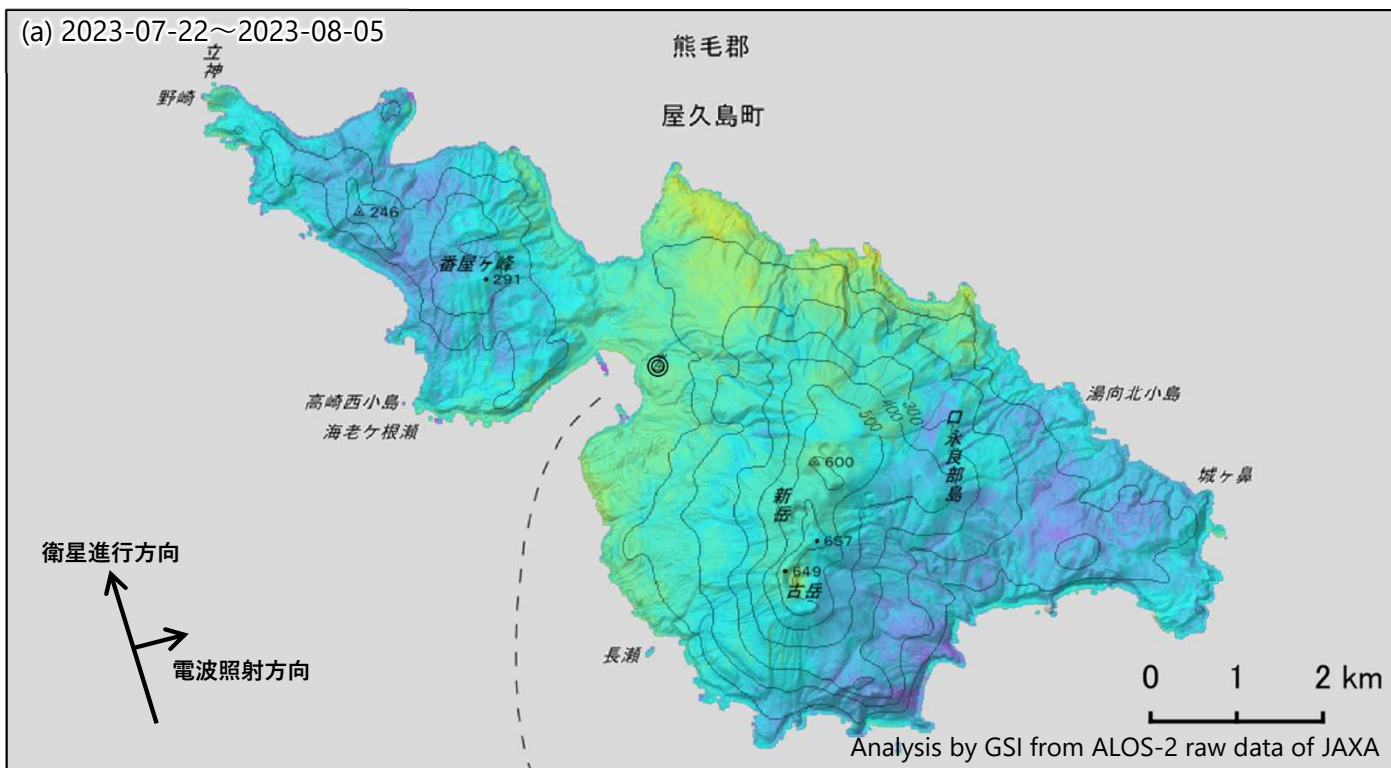 (a) 2023-07-22～2023-08-05
熊毛郡
屋久島町
立神
野崎
246
番屋ヶ峰
291
高崎西小島
海老ケ根瀬
湯向北小島
300
400
500
口永良部島
城ヶ鼻
600
新岳
657
649
古岳
長瀬
衛星進行方向
電波照射方向
0 1 2 km
Analysis by GSI from ALOS-2 raw data of JAXA